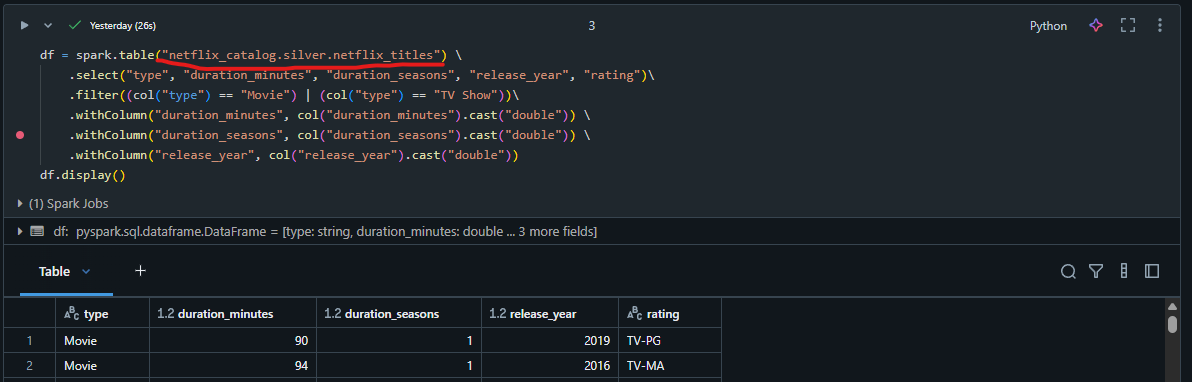 Yesterday (26s)
3
Python
df = spark.table("netflix_catalog.silver.netflix_titles") \
.select("type", "duration_minutes", "duration_seasons", "release_year", "rating")\
.filter((col("type") == "Movie") | (col("type") == "TV Show"))\
.withColumn("duration_minutes", col("duration_minutes").cast("double")) \
.withColumn("duration_seasons", col("duration_seasons").cast("double")) \
.withColumn("release_year", col("release_year").cast("double"))
df.display()
(1) Spark Jobs
df: pyspark.sql.dataframe.DataFrame = [type: string, duration_minutes: double ... 3 more fields]
Table
+
ABC type 1.2 duration_minutes 1.2 duration_seasons 1.2 release_year ABC rating
1 Movie 90 1 2019 TV-PG
2 Movie 94 1 2016 TV-MA